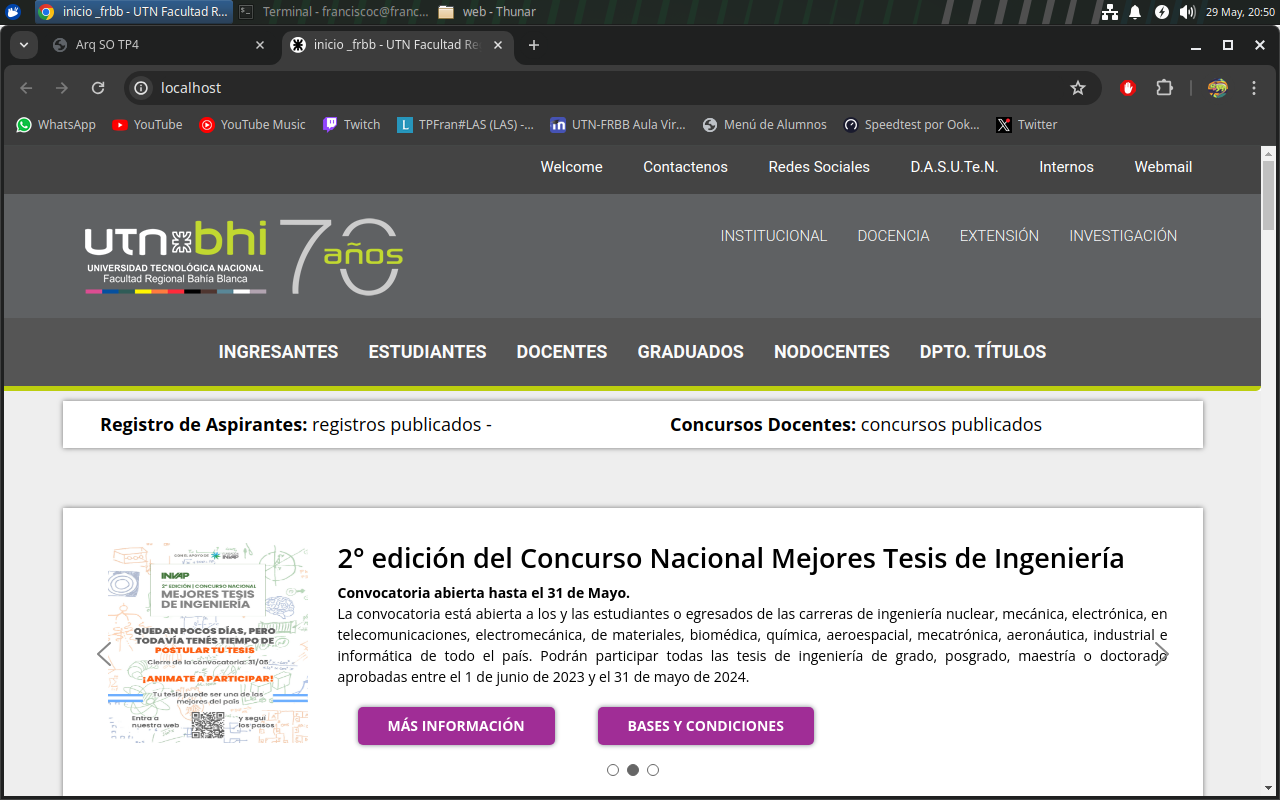 inicio _frbb - UTN Facultad R...
Terminal - franciscoc@franc...
web - Thunar
29 May, 20:50
Arq SO TP4
inicio _frbb - UTN Facultad Re
localhost
WhatsApp
YouTube
YouTube Music
Twitch
TPFran#LAS (LAS) -...
UTN-FRBB Aula Vir...
Menú de Alumnos
Speedtest por Ook...
Twitter
Welcome
Contactenos
Redes Sociales
D.A.S.U.Te.N.
Internos
Webmail
utn bhi
UNIVERSIDAD TECNOLÓGICA NACIONAL
Facultad Regional Bahía Blanca
70 años
INSTITUCIONAL
DOCENCIA
EXTENSIÓN
INVESTIGACIÓN
INGRESANTES
ESTUDIANTES
DOCENTES
GRADUADOS
NODOCENTES
DPTO. TÍTULOS
Registro de Aspirantes: registros publicados -
Concursos Docentes: concursos publicados
INVAP
2° EDICIÓN | CONCURSO NACIONAL
MEJORES TESIS
DE INGENIERÍA
QUEDAN POCOS DÍAS, PERO
TODAVÍA TENÉS TIEMPO DE
POSTULAR TU TESIS
Cierre de la convocatoria: 31/05
¡ANIMATE A PARTICIPAR!
Tu tesis puede ser una de las
mejores del país
Entra a
nuestra web
y seguí
los pasos
2° edición del Concurso Nacional Mejores Tesis de Ingeniería
Convocatoria abierta hasta el 31 de Mayo.
La convocatoria está abierta a los y las estudiantes o egresados de las carreras de ingeniería nuclear, mecánica, electrónica, en
telecomunicaciones, electromecánica, de materiales, biomédica, química, aeroespacial, mecatrónica, aeronáutica, industrial e
informática de todo el país. Podrán participar todas las tesis de ingeniería de grado, posgrado, maestría o doctorado
aprobadas entre el 1 de junio de 2023 y el 31 de mayo de 2024.
MÁS INFORMACIÓN
BASES Y CONDICIONES